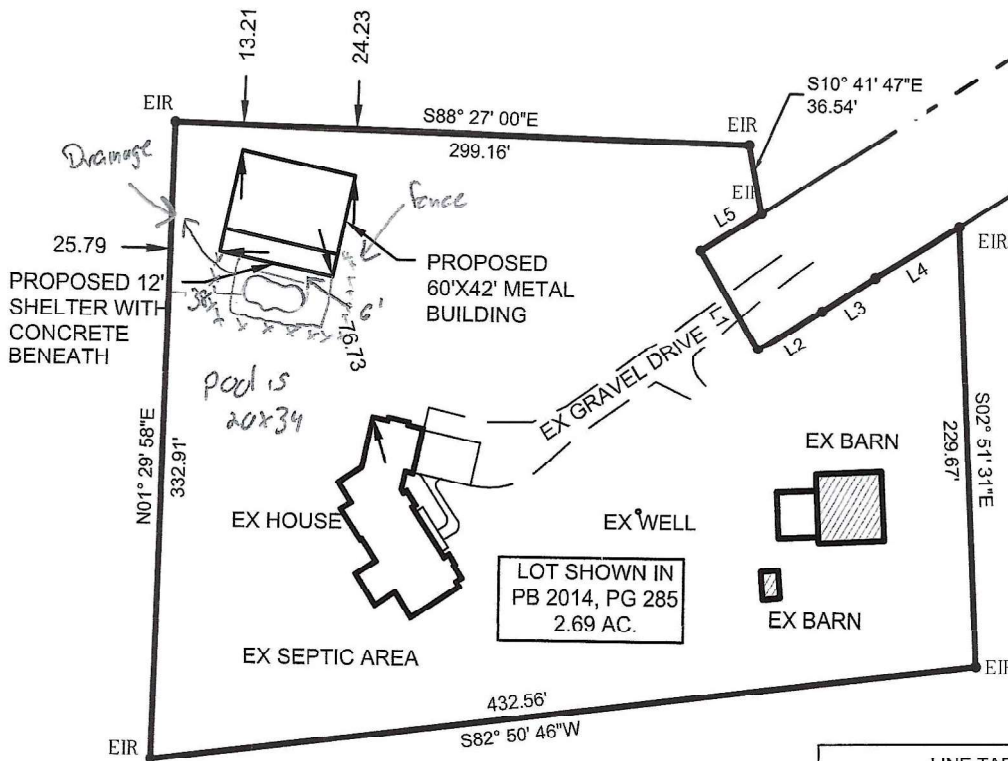 13.21
24.23
EIR
S88° 27' 00"E
299.16'
EIR
S10° 41' 47"E
36.54'
Drainage
fence
EIR
L5
EIR
25.79
PROPOSED 12'
SHELTER WITH
CONCRETE
BENEATH
PROPOSED
60'X42' METAL
BUILDING
38
6'
76.73
L4
L3
L2
L1
EX GRAVEL DRIVE
pool is
20x34
N01° 29' 58"E
332.91'
S02° 51' 31"E
229.67'
EX BARN
EX HOUSE
EX WELL
LOT SHOWN IN
PB 2014, PG 285
2.69 AC.
EX BARN
EX SEPTIC AREA
EIR
432.56'
S82° 50' 46"W
EIR